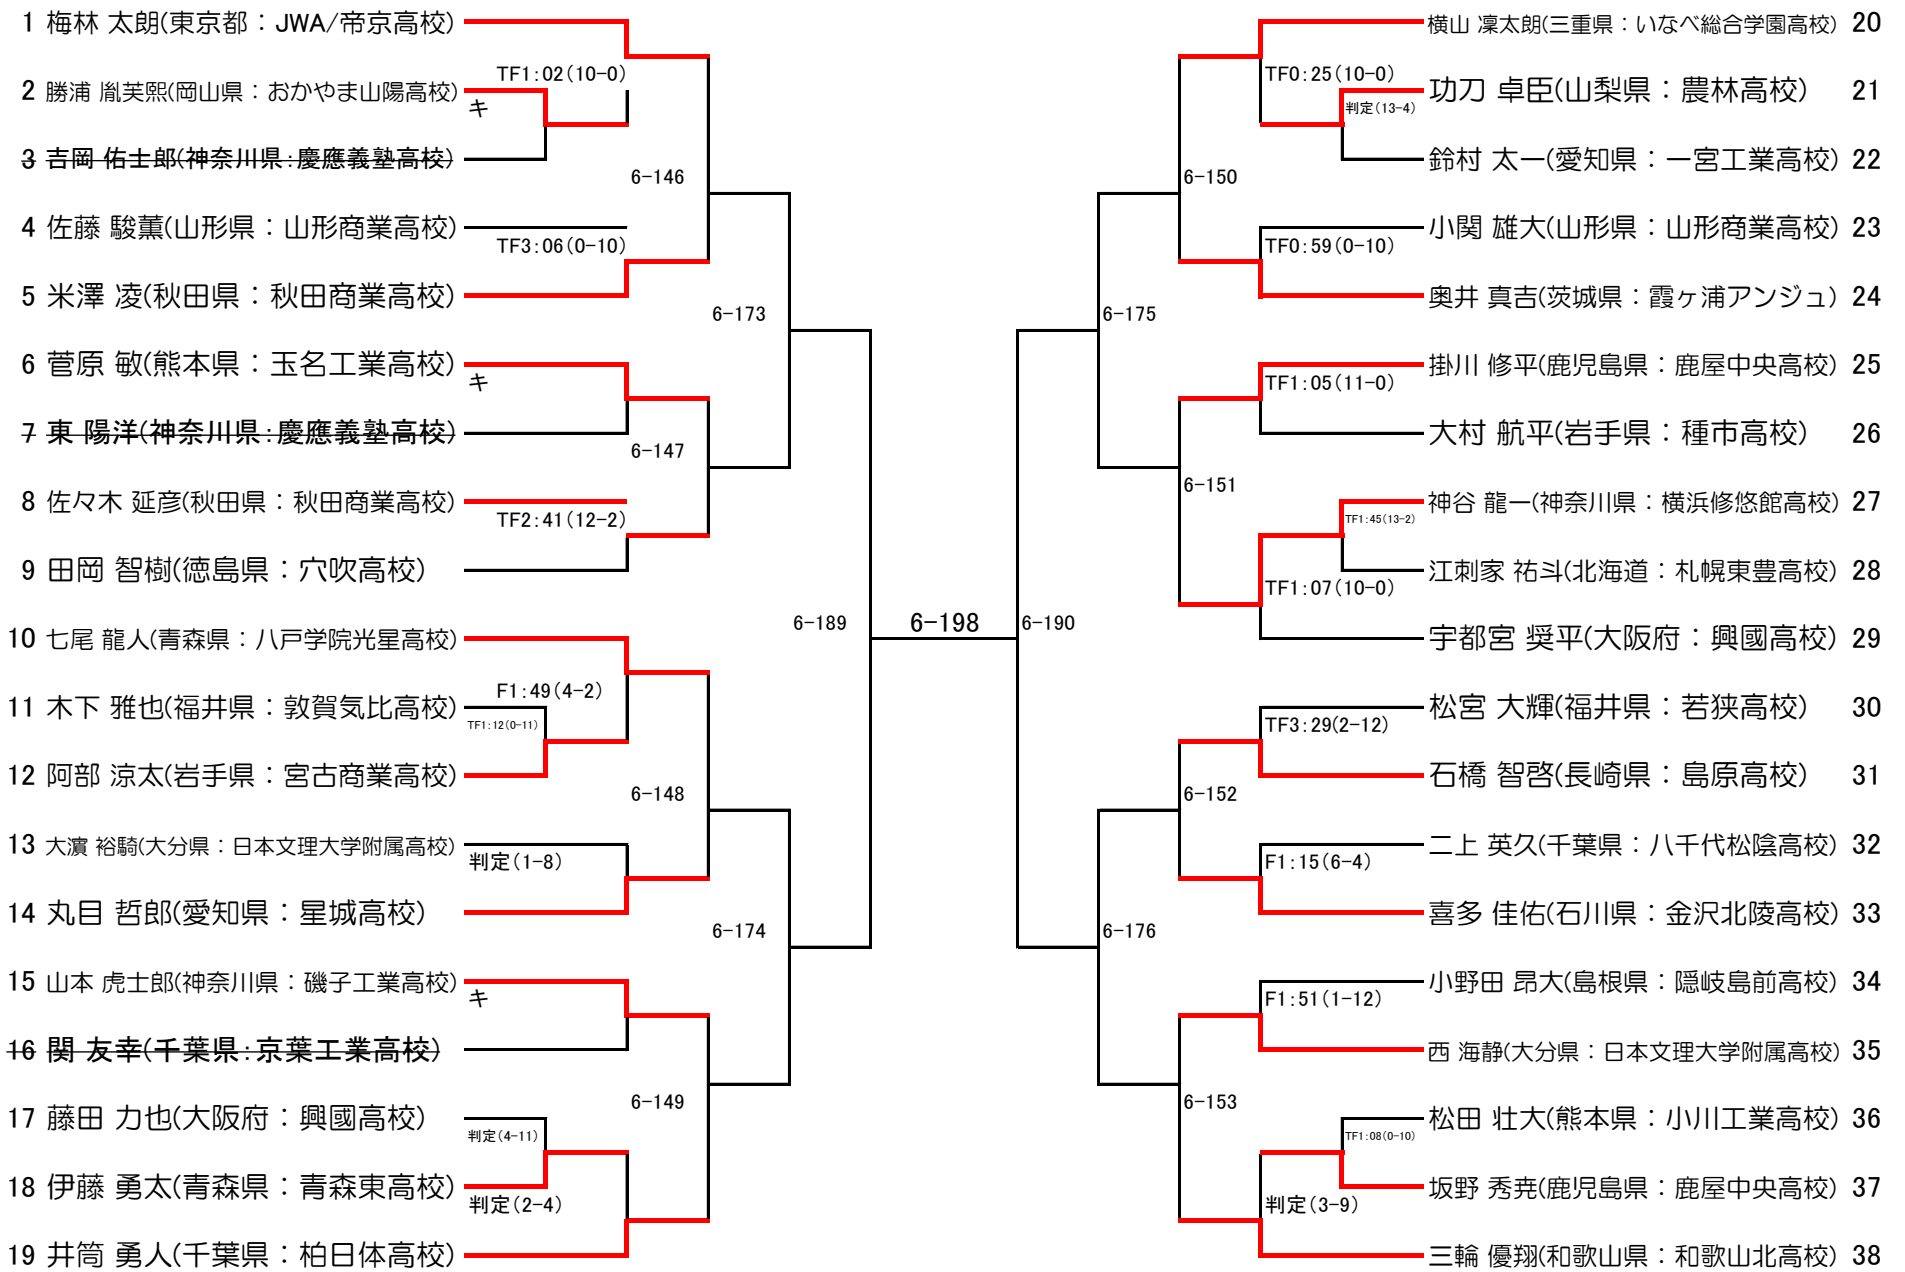 1 梅林 太朗(東京都：JWA/帝京高校)
TF1:02(10-0)
2 勝浦 胤芙熙(岡山県：おかやま山陽高校)
キ
3 吉岡 佑士郎(神奈川県：慶應義塾高校)
6-146
4 佐藤 駿薫(山形県：山形商業高校)
TF3:06(0-10)
5 米澤 凌(秋田県：秋田商業高校)
6-173
6 菅原 敏(熊本県：玉名工業高校)
キ
7 東 陽洋(神奈川県：慶應義塾高校)
6-147
8 佐々木 延彦(秋田県：秋田商業高校)
TF2:41(12-2)
9 田岡 智樹(徳島県：穴吹高校)
6-189
10 七尾 龍人(青森県：八戸学院光星高校)
F1:49(4-2)
11 木下 雅也(福井県：敦賀気比高校)
TF1:12(0-11)
12 阿部 涼太(岩手県：宮古商業高校)
6-148
13 大濵 裕騎(大分県：日本文理大学附属高校)
判定(1-8)
14 丸目 哲郎(愛知県：星城高校)
6-174
15 山本 虎士郎(神奈川県：磯子工業高校)
キ
16 関 友幸(千葉県：京葉工業高校)
6-149
17 藤田 力也(大阪府：興國高校)
判定(4-11)
18 伊藤 勇太(青森県：青森東高校)
判定(2-4)
19 井筒 勇人(千葉県：柏日体高校)
6-198
横山 凜太朗(三重県：いなべ総合学園高校) 20
TF0:25(10-0)
功刀 卓臣(山梨県：農林高校) 21
判定(13-4)
鈴村 太一(愛知県：一宮工業高校) 22
6-150
小関 雄大(山形県：山形商業高校) 23
TF0:59(0-10)
奥井 真吉(茨城県：霞ヶ浦アンジュ) 24
6-175
掛川 修平(鹿児島県：鹿屋中央高校) 25
TF1:05(11-0)
大村 航平(岩手県：種市高校) 26
6-151
神谷 龍一(神奈川県：横浜修悠館高校) 27
TF1:45(13-2)
江刺家 祐斗(北海道：札幌東豊高校) 28
TF1:07(10-0)
6-190
宇都宮 奨平(大阪府：興國高校) 29
松宮 大輝(福井県：若狭高校) 30
TF3:29(2-12)
石橋 智啓(長崎県：島原高校) 31
6-152
二上 英久(千葉県：八千代松陰高校) 32
F1:15(6-4)
喜多 佳佑(石川県：金沢北陵高校) 33
6-176
小野田 昂大(島根県：隠岐島前高校) 34
F1:51(1-12)
西 海静(大分県：日本文理大学附属高校) 35
6-153
松田 壮大(熊本県：小川工業高校) 36
TF1:08(0-10)
坂野 秀尭(鹿児島県：鹿屋中央高校) 37
判定(3-9)
三輪 優翔(和歌山県：和歌山北高校) 38